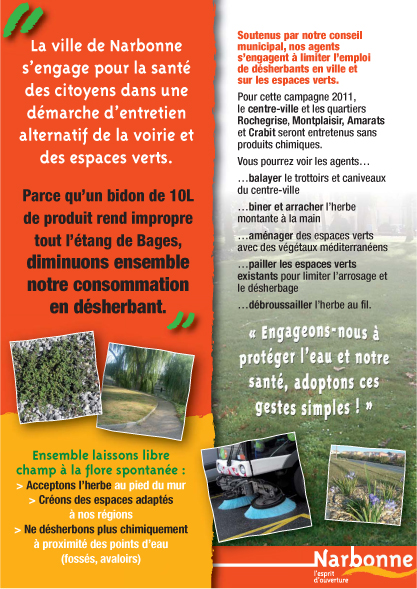 “
La ville de Narbonne
s’engage pour la santé
des citoyens dans une
démarche d’entretien
alternatif de la voirie et
des espaces verts.
Parce qu’un bidon de 10L
de produit rend impropre
tout l’étang de Bages,
diminuons ensemble
notre consommation
en désherbant.
”
Ensemble laissons libre
champ à la flore spontanée :
> Acceptons l’herbe au pied du mur
> Créons des espaces adaptés
à nos régions
> Ne désherbons plus chimiquement
à proximité des points d’eau
(fossés, avaloirs)
Soutenus par notre conseil
municipal, nos agents
s’engagent à limiter l’emploi
de désherbants en ville et
sur les espaces verts.
Pour cette campagne 2011,
le centre-ville et les quartiers
Rochegrise, Montplaisir, Amarats
et Crabit seront entretenus sans
produits chimiques.
Vous pourrez voir les agents…
…balayer le trottoirs et caniveaux
du centre-ville
…biner et arracher l’herbe
montante à la main
…aménager des espaces verts
avec des végétaux méditerranéens
…pailler les espaces verts
existants pour limiter l’arrosage et
le désherbage
…débroussailler l’herbe au fil.
« Engageons-nous à
protéger l’eau et notre
santé, adoptons ces
gestes simples ! »
Narbonne
l’esprit
d’ouverture